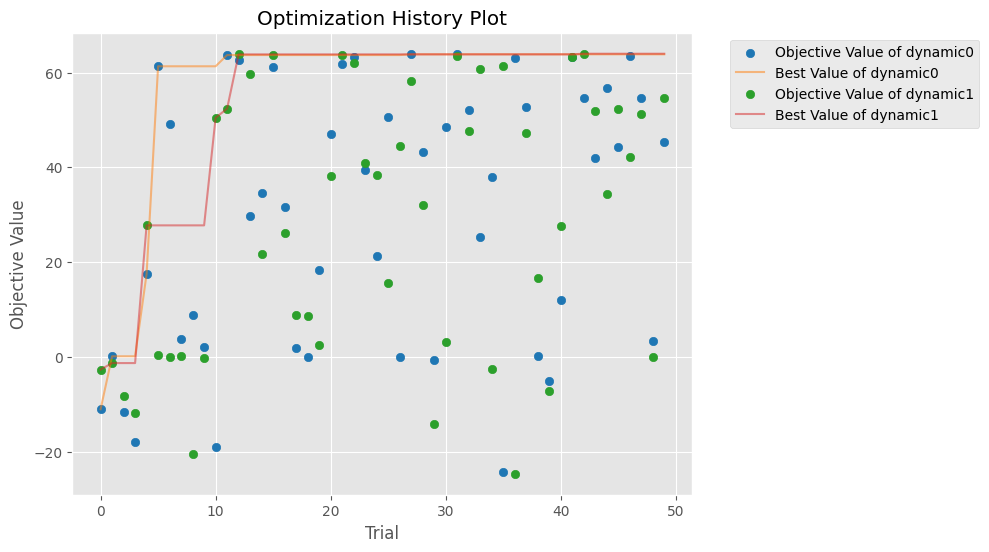 Optimization History Plot
Objective Value of dynamic0
Best Value of dynamic0
Objective Value of dynamic1
Best Value of dynamic1
Objective Value
60
40
20
0
−20
0 10 20 30 40 50
Trial